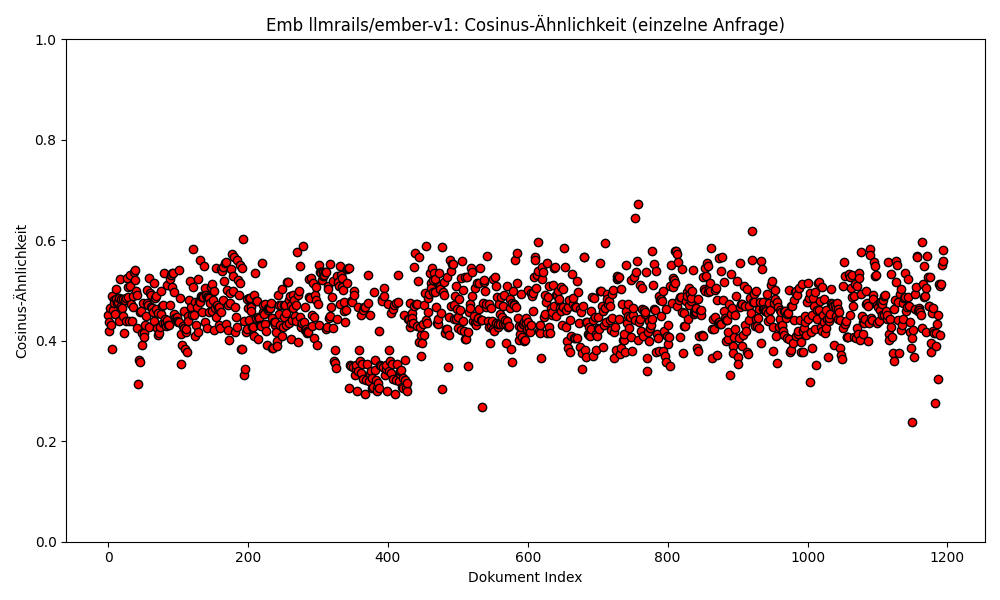 Emb llmrails/ember-v1: Cosinus-Ähnlichkeit (einzelne Anfrage)
1.0
0.8
0.6
0.4
0.2
0.0
Cosinus-Ähnlichkeit
0 200 400 600 800 1000 1200
Dokument Index